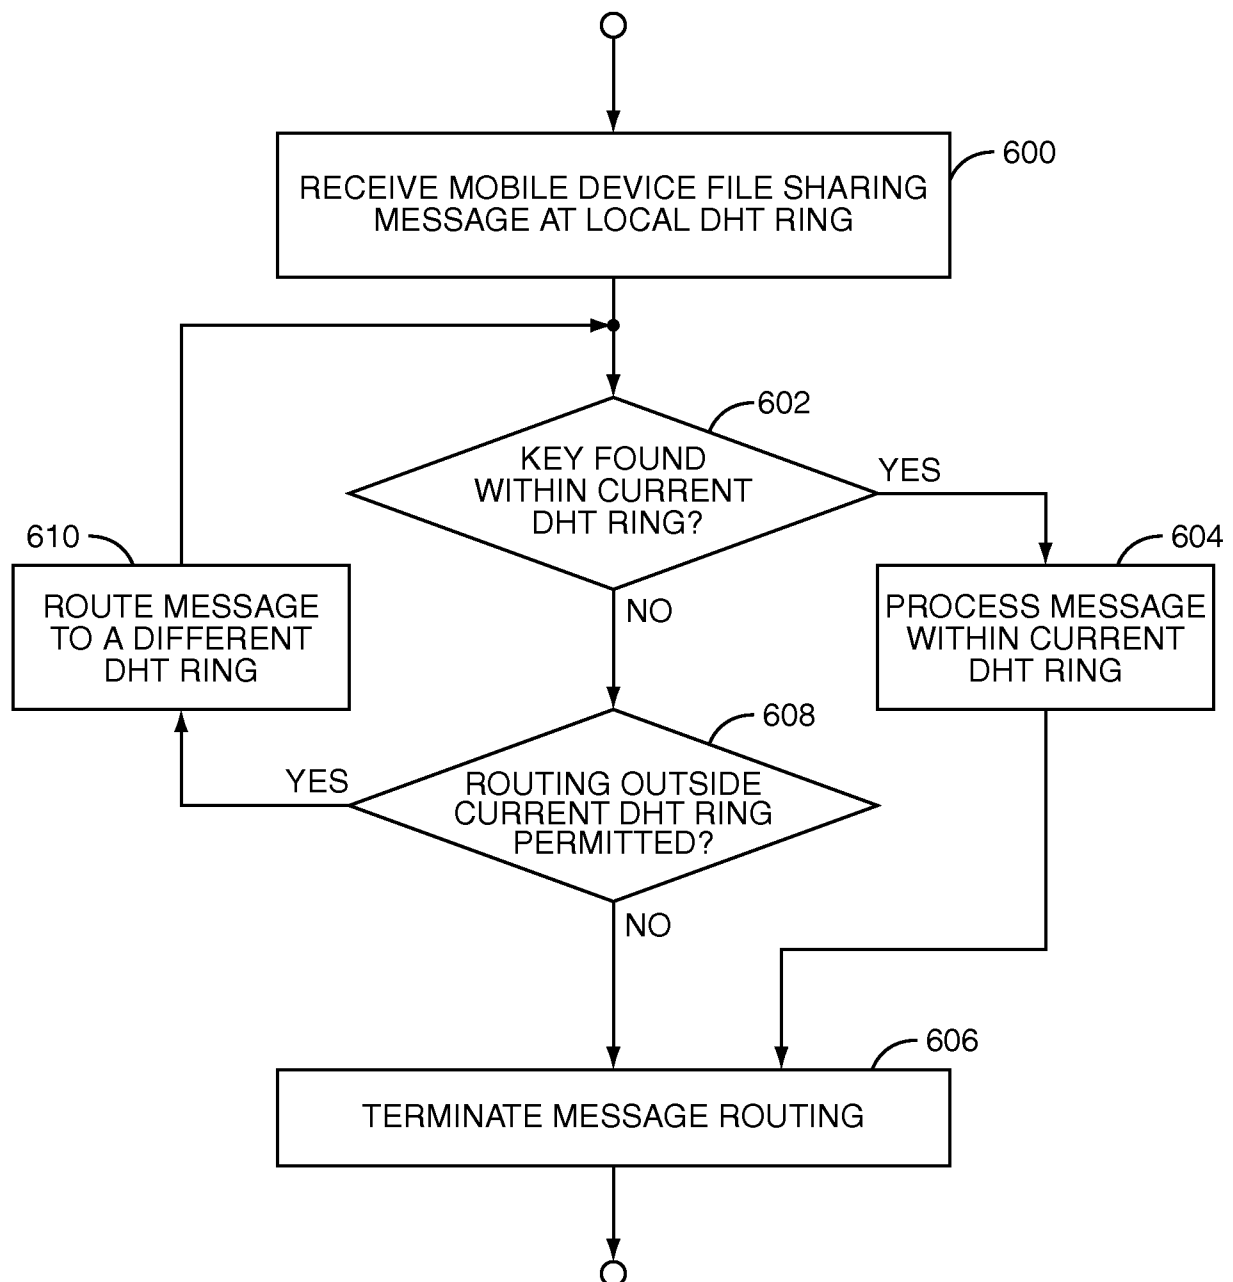 600
RECEIVE MOBILE DEVICE FILE SHARING
MESSAGE AT LOCAL DHT RING
602
KEY FOUND
WITHIN CURRENT
DHT RING?
YES
NO
610
ROUTE MESSAGE
TO A DIFFERENT
DHT RING
604
PROCESS MESSAGE
WITHIN CURRENT
DHT RING
608
ROUTING OUTSIDE
CURRENT DHT RING
PERMITTED?
YES
NO
606
TERMINATE MESSAGE ROUTING